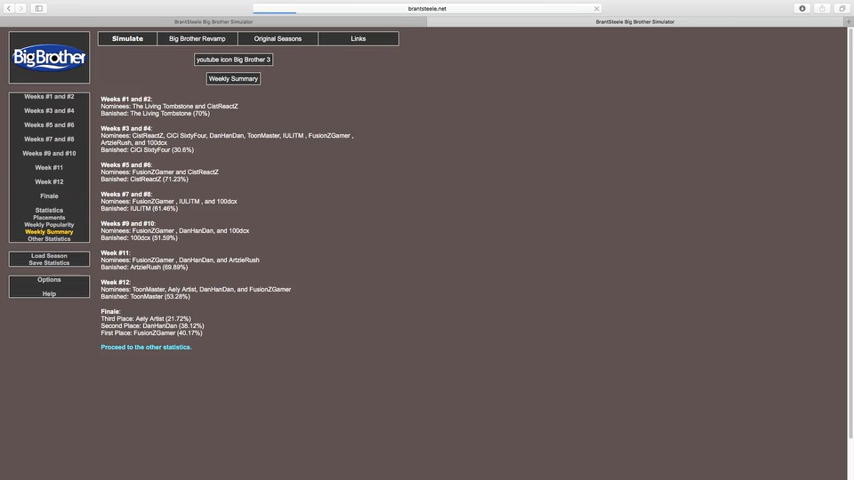 brantsteele.net
BrantSteele Big Brother Simulator
BrantSteele Big Brother Simulator
Big Brother
Simulate
Big Brother Revamp
Original Seasons
Links
youtube icon Big Brother 3
Weekly Summary
Weeks #1 and #2
Weeks #3 and #4
Weeks #5 and #6
Weeks #7 and #8
Weeks #9 and #10
Week #11
Week #12
Finale
Statistics
Placements
Weekly Popularity
Weekly Summary
Other Statistics
Load Season
Save Statistics
Options
Help
Weeks #1 and #2:
Nominees: The Living Tombstone and CistReactZ
Banished: The Living Tombstone (70%)
Weeks #3 and #4:
Nominees: CistReactZ, CiCi SixtyFour, DanHanDan, ToonMaster, IULITM , FusionZGamer ,
ArtzieRush, and 100dcx
Banished: CiCi SixtyFour (30.6%)
Weeks #5 and #6:
Nominees: FusionZGamer and CistReactZ
Banished: CistReactZ (71.23%)
Weeks #7 and #8:
Nominees: FusionZGamer , IULITM , and 100dcx
Banished: IULITM (61.46%)
Weeks #9 and #10:
Nominees: FusionZGamer , DanHanDan, and 100dcx
Banished: 100dcx (51.59%)
Week #11:
Nominees: FusionZGamer , DanHanDan, and ArtzieRush
Banished: ArtzieRush (69.89%)
Week #12:
Nominees: ToonMaster, Aely Artist, DanHanDan, and FusionZGamer
Banished: ToonMaster (53.28%)
Finale:
Third Place: Aely Artist (21.72%)
Second Place: DanHanDan (38.12%)
First Place: FusionZGamer (40.17%)
Proceed to the other statistics.